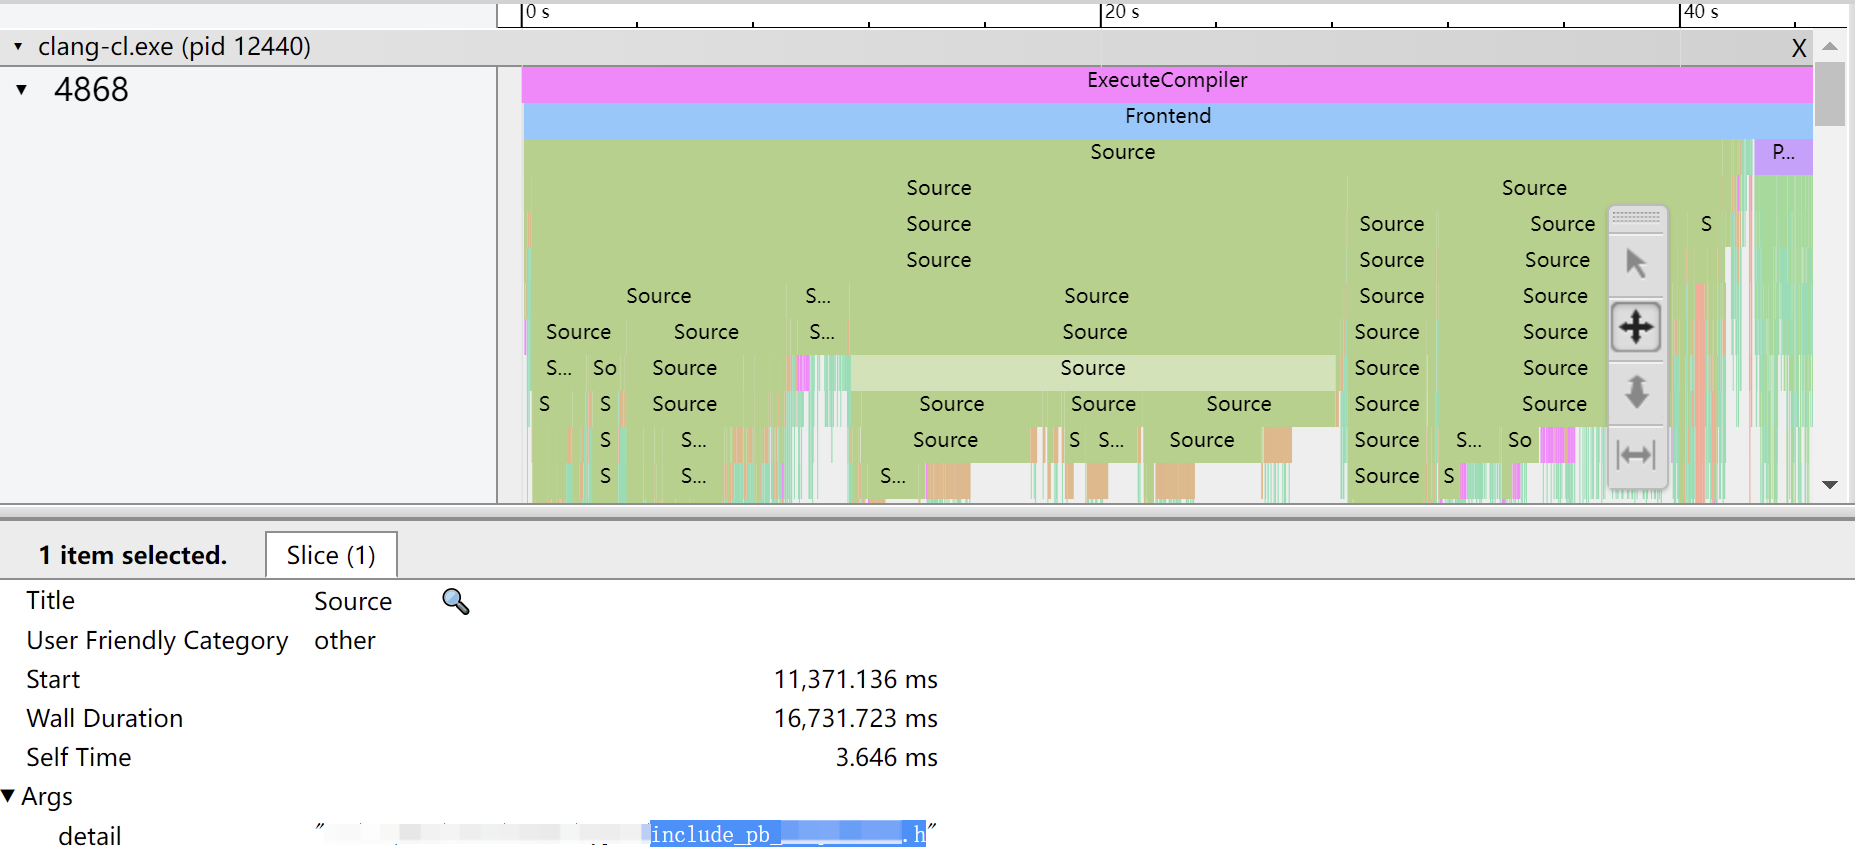 0 s 20 s 40 s
clang-cl.exe (pid 12440) X
4868
ExecuteCompiler
Frontend
Source P...
Source Source
Source Source Source S
Source Source Source
Source S... Source Source Source
Source Source S... Source Source Source
S... So Source Source Source Source
S S Source Source Source Source Source Source
S S... Source S S... Source Source S... So
S S... S... Source S
1 item selected. Slice (1)
Title Source
User Friendly Category other
Start 11,371.136 ms
Wall Duration 16,731.723 ms
Self Time 3.646 ms
Args
detail "include_pb_ .h"